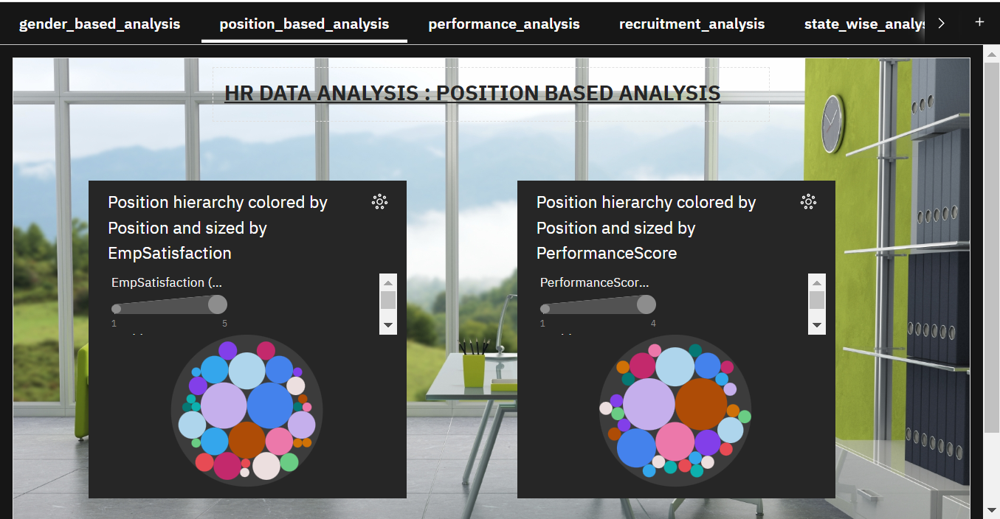 gender_based_analysis
position_based_analysis
performance_analysis
recruitment_analysis
state_wise_analys
HR DATA ANALYSIS : POSITION BASED ANALYSIS
Position hierarchy colored by
Position and sized by
EmpSatisfaction
EmpSatisfaction (...
1 5
Position hierarchy colored by
Position and sized by
PerformanceScore
PerformanceScor...
1 4